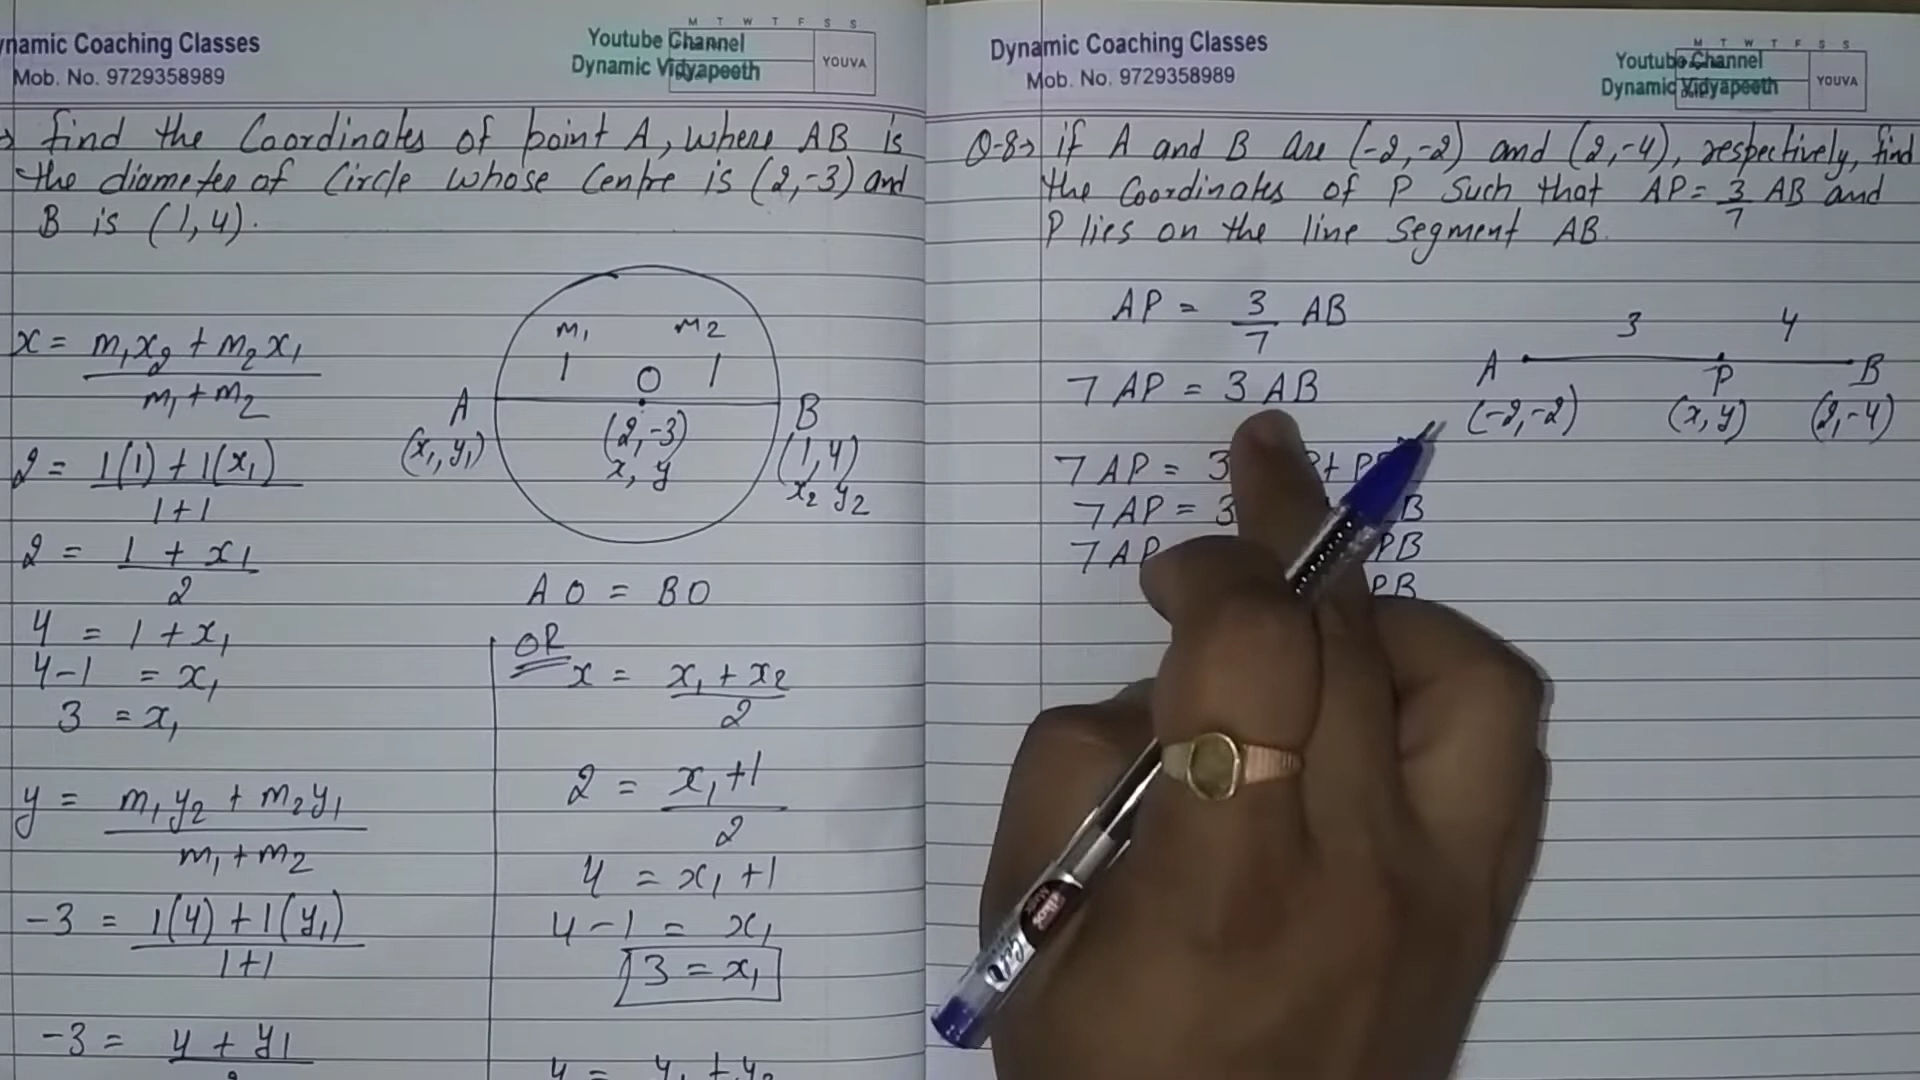 ynamic Coaching Classes
Mob. No. 9729358989
Youtube Channel
Dynamic Vidyapeeth
M T W T F S S
YOUVA
find the Coordinates of point A, where AB is
the diameter of Circle whose Centre is (2,-3) and
B is (1,4).
x = m₁x₂ + m₂x₁ / m₁+m₂
2 = 1(1) + 1(x₁) / 1+1
2 = 1 + x₁ / 2
4 = 1 + x₁
4-1 = x₁
3 = x₁
y = m₁y₂ + m₂y₁ / m₁+m₂
-3 = 1(4) + 1(y₁) / 1+1
-3 = 4 + y₁
m₁ m₂
1 O 1
A B
(x₁, y₁) (2,-3) (1,4)
x, y x₂ y₂
AO = BO
OR
x = x₁ + x₂ / 2
2 = x₁+1 / 2
4 = x₁ +1
4-1 = x₁
3 = x₁
Dynamic Coaching Classes
Mob. No. 9729358989
Youtube Channel
Dynamic Vidyapeeth
M T W T F S S
YOUVA
Q-8→ if A and B are (-2,-2) and (2,-4), respectively, find
the Coordinates of P Such that AP = 3/7 AB and
P lies on the line Segment AB.
AP = 3/7 AB
7 AP = 3 AB
7 AP = 3
7 AP = 3 B
7 AP PB
PB
3 4
A P B
(-2,-2) (x, y) (2,-4)